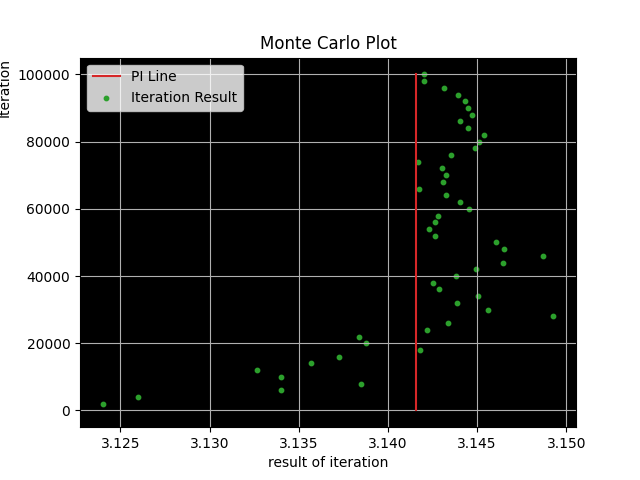 Monte Carlo Plot
Iteration
PI Line
Iteration Result
100000
80000
60000
40000
20000
0
3.125 3.130 3.135 3.140 3.145 3.150
result of iteration